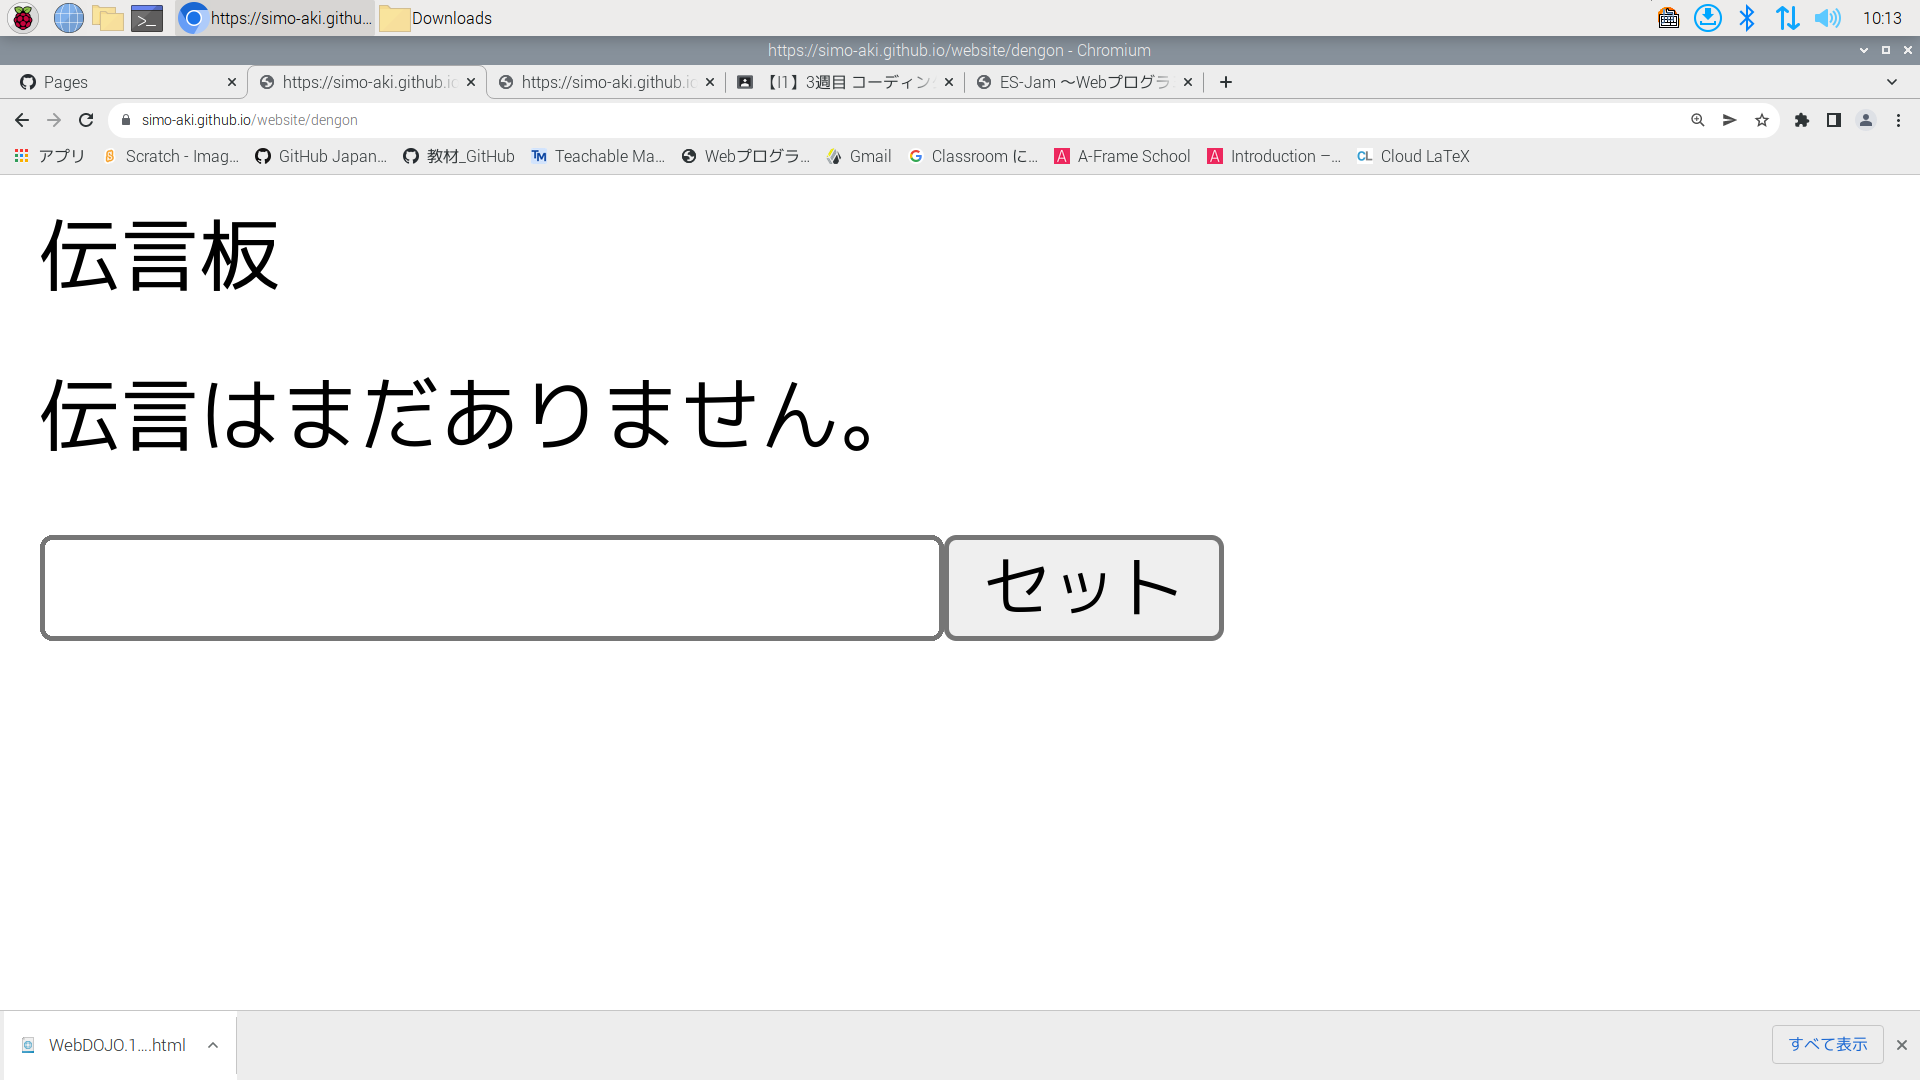 https://simo-aki.githu... Downloads 10:13
https://simo-aki.github.io/website/dengon - Chromium
Pages https://simo-aki.github.io https://simo-aki.github.io 【I1】3週目 コーディン ES-Jam ～Webプログラ
simo-aki.github.io/website/dengon
アプリ Scratch - Imag... GitHub Japan... 教材_GitHub Teachable Ma... Webプログラ... Gmail Classroom に... A-Frame School Introduction –... Cloud LaTeX
伝言板
伝言はまだありません。
セット
WebDOJO.1....html すべて表示